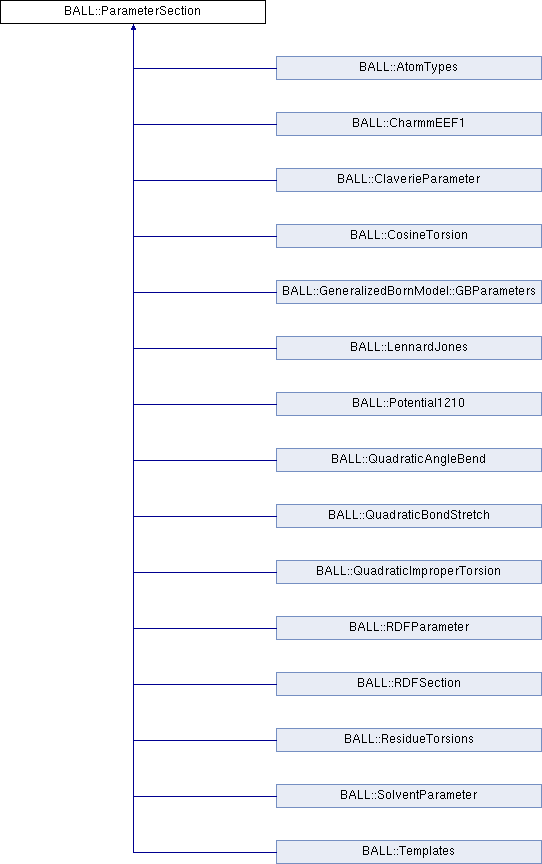 BALL::ParameterSection
BALL::AtomTypes
BALL::CharmmEEF1
BALL::ClaverieParameter
BALL::CosineTorsion
BALL::GeneralizedBornModel::GBParameters
BALL::LennardJones
BALL::Potential1210
BALL::QuadraticAngleBend
BALL::QuadraticBondStretch
BALL::QuadraticImproperTorsion
BALL::RDFParameter
BALL::RDFSection
BALL::ResidueTorsions
BALL::SolventParameter
BALL::Templates